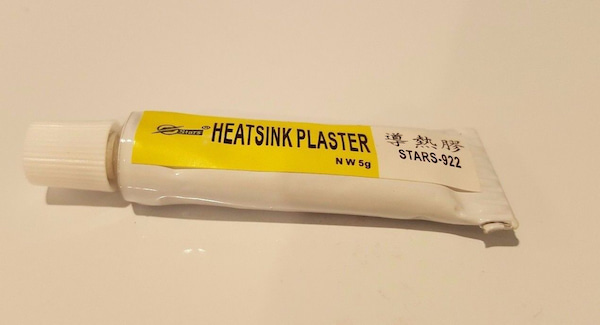 Stars® HEATSINK PLASTER
N W 5g
導熱膠
STARS-922